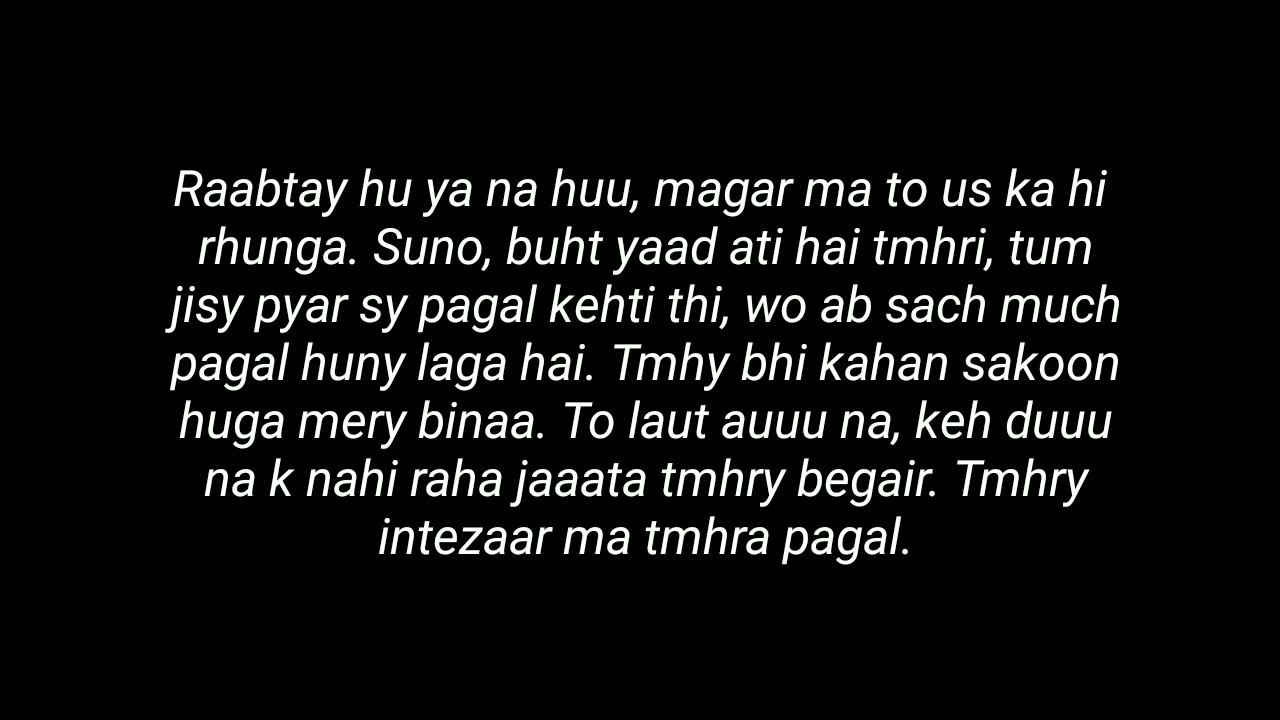 Raabtay hu ya na huu, magar ma to us ka hi
rhunga. Suno, buht yaad ati hai tmhri, tum
jisy pyar sy pagal kehti thi, wo ab sach much
pagal huny laga hai. Tmhy bhi kahan sakoon
huga mery binaa. To laut auuu na, keh duuu
na k nahi raha jaaata tmhry begair. Tmhry
intezaar ma tmhra pagal.